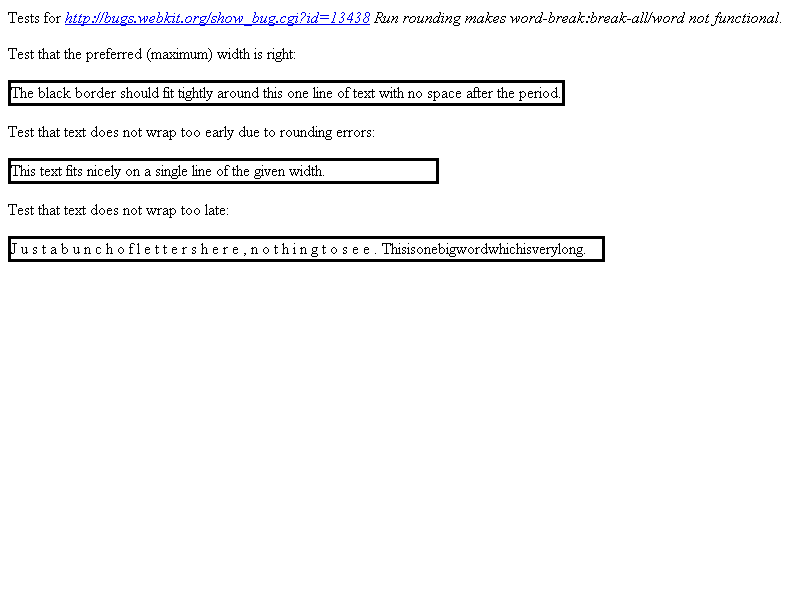 Tests for http://bugs.webkit.org/show_bug.cgi?id=13438 Run rounding makes word-break:break-all/word not functional.
Test that the preferred (maximum) width is right:
The black border should fit tightly around this one line of text with no space after the period.
Test that text does not wrap too early due to rounding errors:
This text fits nicely on a single line of the given width.
Test that text does not wrap too late:
J u s t a b u n c h o f l e t t e r s h e r e , n o t h i n g t o s e e . Thisisonebigwordwhichisverylong.